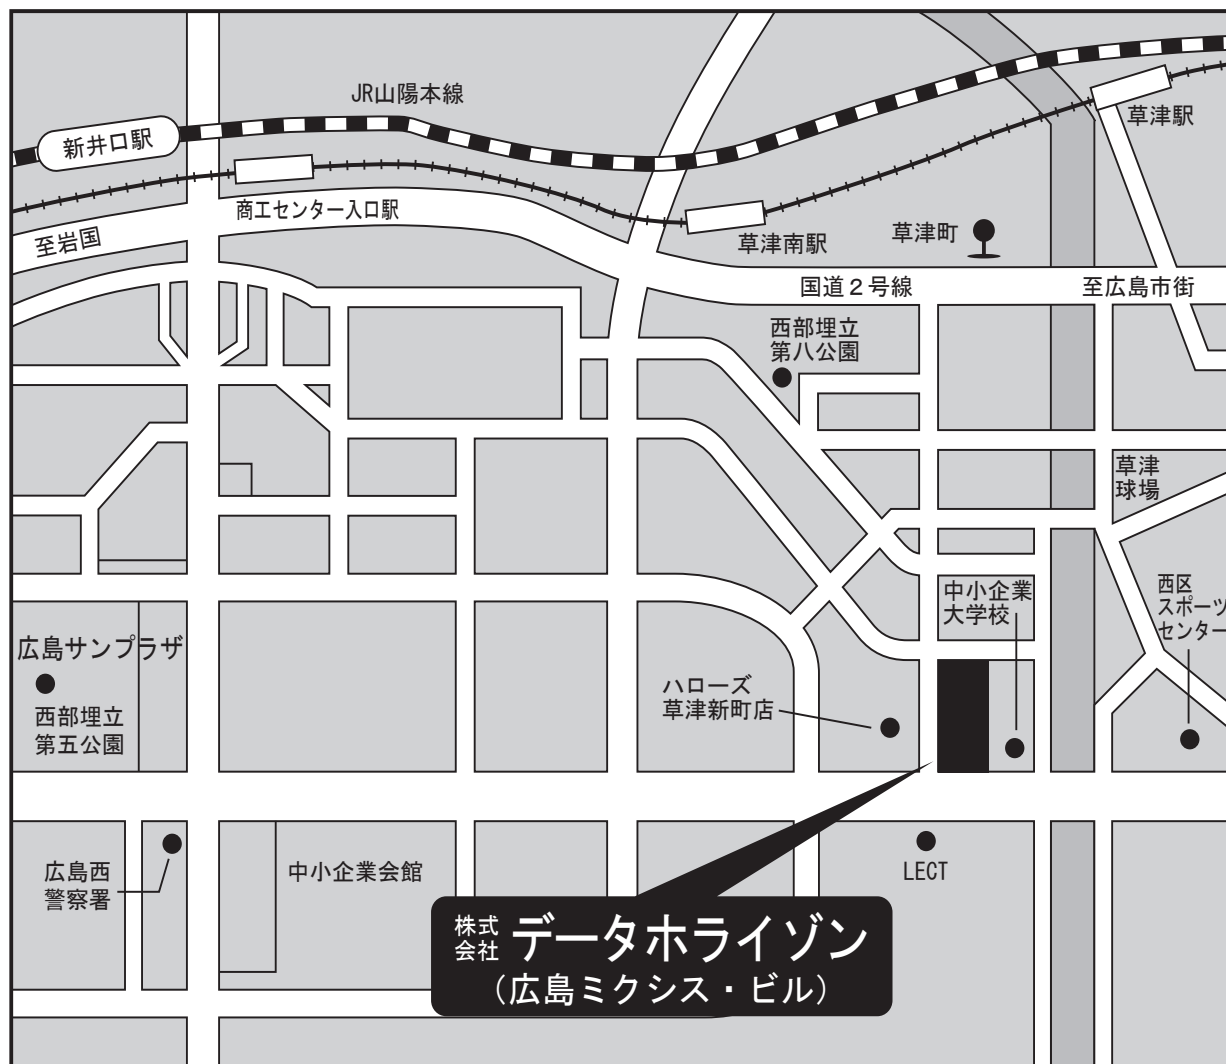 JR山陽本線
新井口駅
草津駅
商工センター入口駅
至岩国
草津南駅
草津町
国道２号線
至広島市街
西部埋立
第八公園
草津
球場
中小企業
大学校
西区
スポーツ
センター
広島サンプラザ
西部埋立
第五公園
ハローズ
草津新町店
広島西
警察署
中小企業会館
LECT
株式
会社
データホライゾン
（広島ミクシス・ビル）